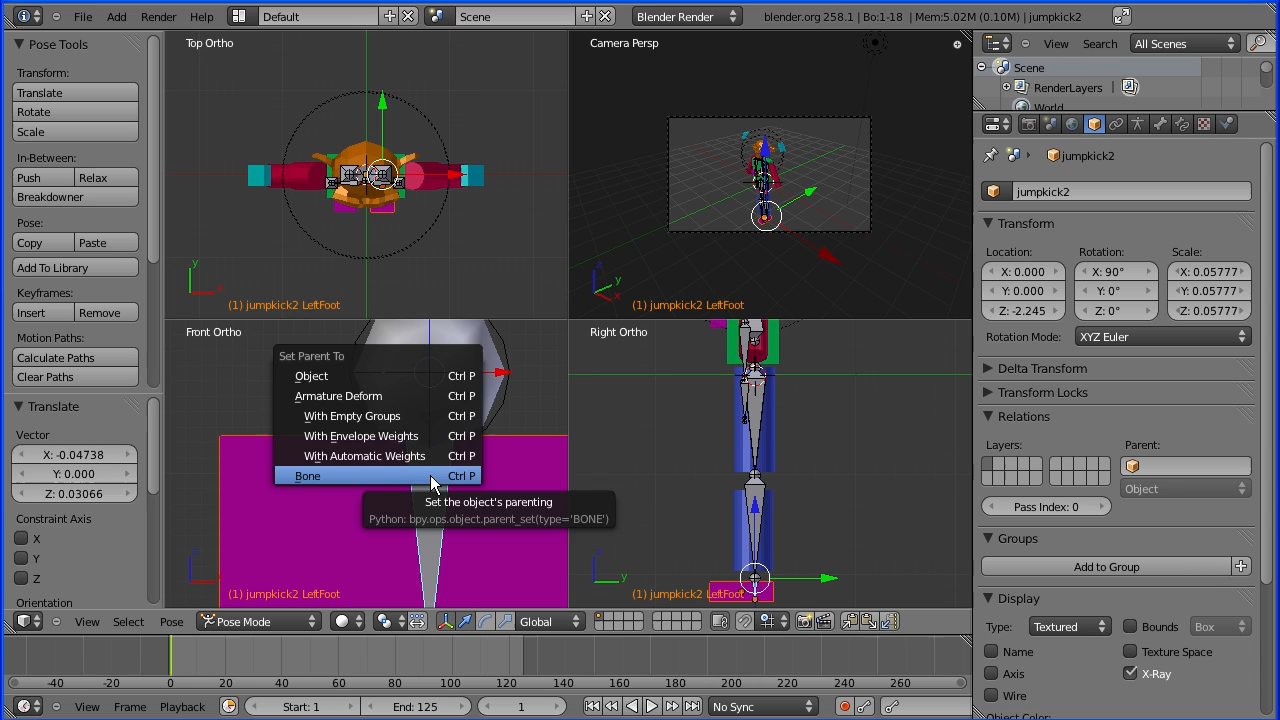 File Add Render Help Default Scene Blender Render blender.org 258.1 | Bo:1-18 | Mem:5.02M (0.10M) | jumpkick2
Pose Tools
Transform:
Translate
Rotate
Scale
In-Between:
Push Relax
Breakdowner
Pose:
Copy Paste
Add To Library
Keyframes:
Insert Remove
Motion Paths:
Calculate Paths
Clear Paths
Translate
Vector
X: -0.04738
Y: 0.000
Z: 0.03066
Constraint Axis
X
Y
Z
Orientation
Top Ortho
y
x
(1) jumpkick2 LeftFoot
Camera Persp
z
y
x
(1) jumpkick2 LeftFoot
Front Ortho
Set Parent To
Object Ctrl P
Armature Deform Ctrl P
With Empty Groups Ctrl P
With Envelope Weights Ctrl P
With Automatic Weights Ctrl P
Bone Ctrl P
Set the object's parenting
Python: bpy.ops.object.parent_set(type='BONE')
(1) jumpkick2 LeftFoot
Right Ortho
z
y
(1) jumpkick2 LeftFoot
View Select Pose Pose Mode Global
-40 -20 0 20 40 60 80 100 120 140 160 180 200 220 240 260
View Frame Playback Start: 1 End: 125 1 No Sync
View Search All Scenes
Scene
RenderLayers
World
jumpkick2
jumpkick2
Transform
Location: Rotation: Scale:
X: 0.000 X: 90° X: 0.05777
Y: 0.000 Y: 0° Y: 0.05777
Z: -2.245 Z: 0° Z: 0.05777
Rotation Mode: XYZ Euler
Delta Transform
Transform Locks
Relations
Layers: Parent:
Object
Pass Index: 0
Groups
Add to Group
Display
Type: Textured Bounds Box
Name Texture Space
Axis X-Ray
Wire
Object Color: